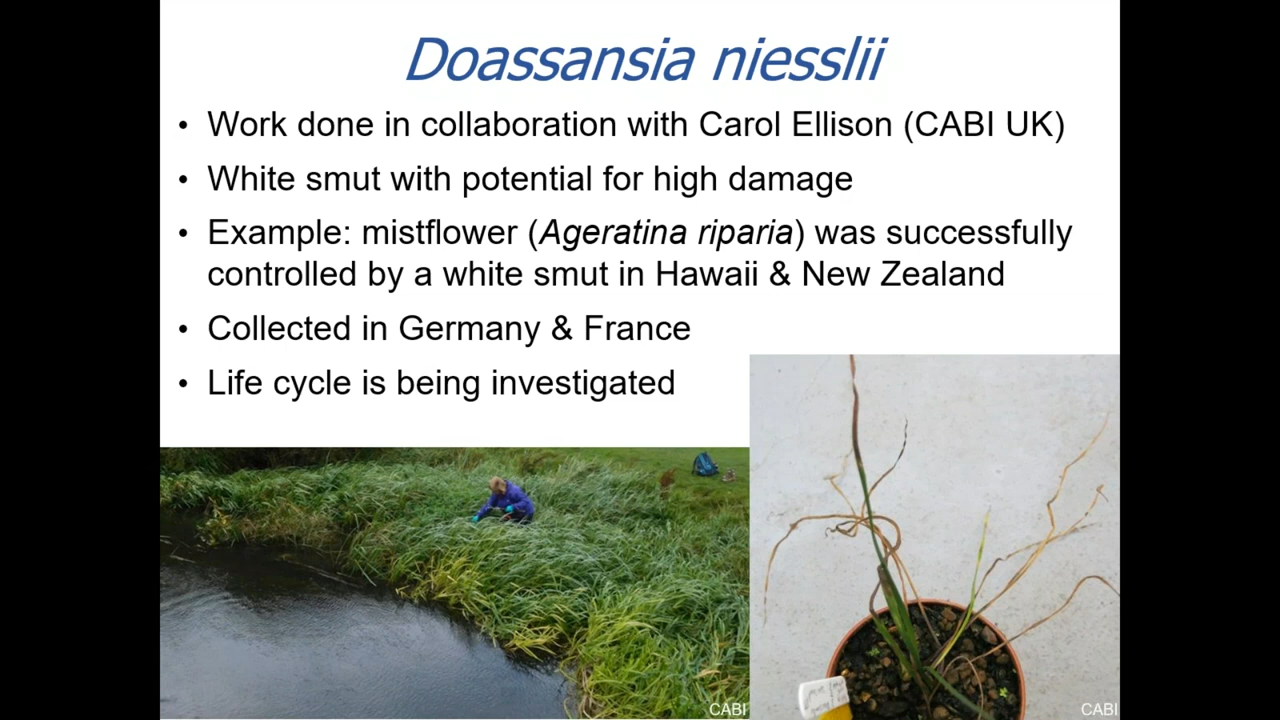 Doassansia niesslii
• Work done in collaboration with Carol Ellison (CABI UK)
• White smut with potential for high damage
• Example: mistflower (Ageratina riparia) was successfully
controlled by a white smut in Hawaii & New Zealand
• Collected in Germany & France
• Life cycle is being investigated
CABI
CABI